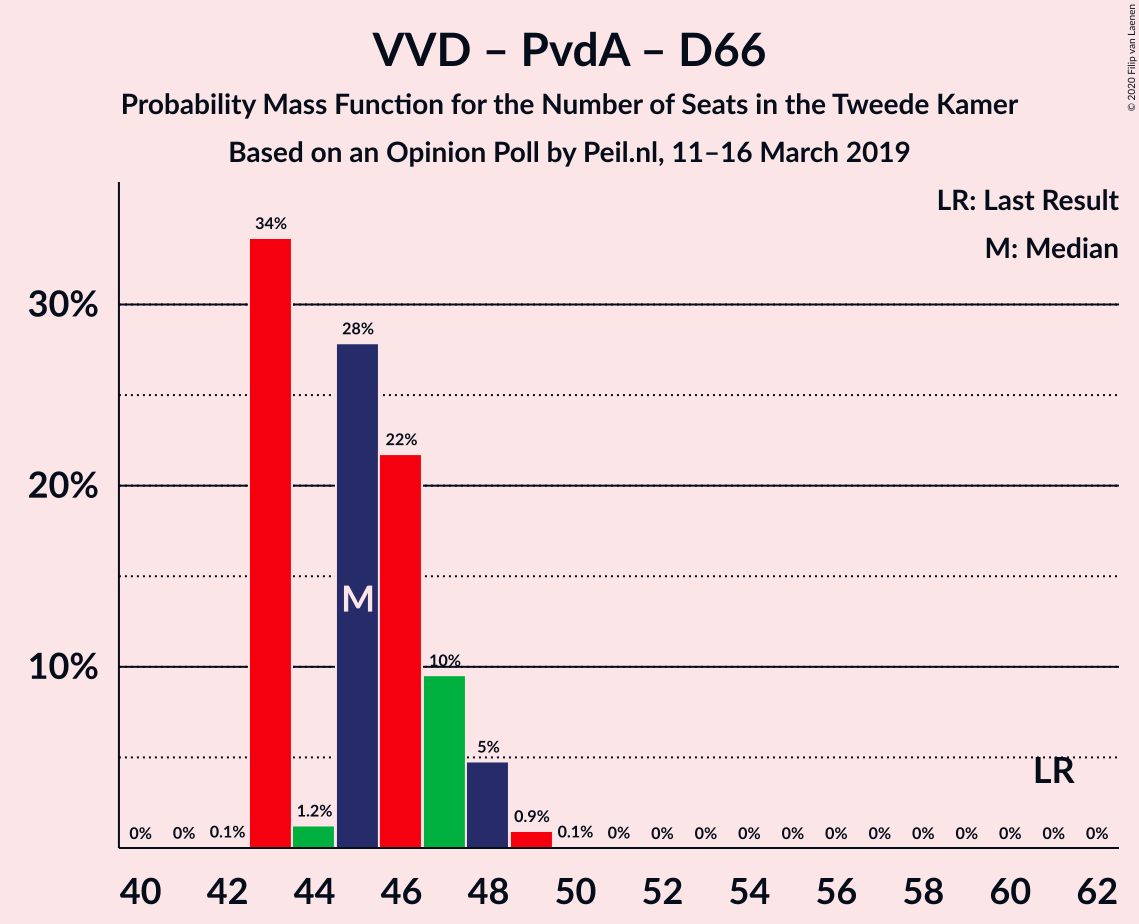 VVD – PvdA – D66
Probability Mass Function for the Number of Seats in the Tweede Kamer
Based on an Opinion Poll by Peil.nl, 11–16 March 2019
© 2020 Filip van Laenen
LR: Last Result
M: Median
34%
30%
28%
22%
20%
M
10%
10%
5%
LR
1.2%
0.9%
0% 0% 0.1% 0.1% 0% 0% 0% 0% 0% 0% 0% 0% 0% 0% 0% 0%
40 42 44 46 48 50 52 54 56 58 60 62